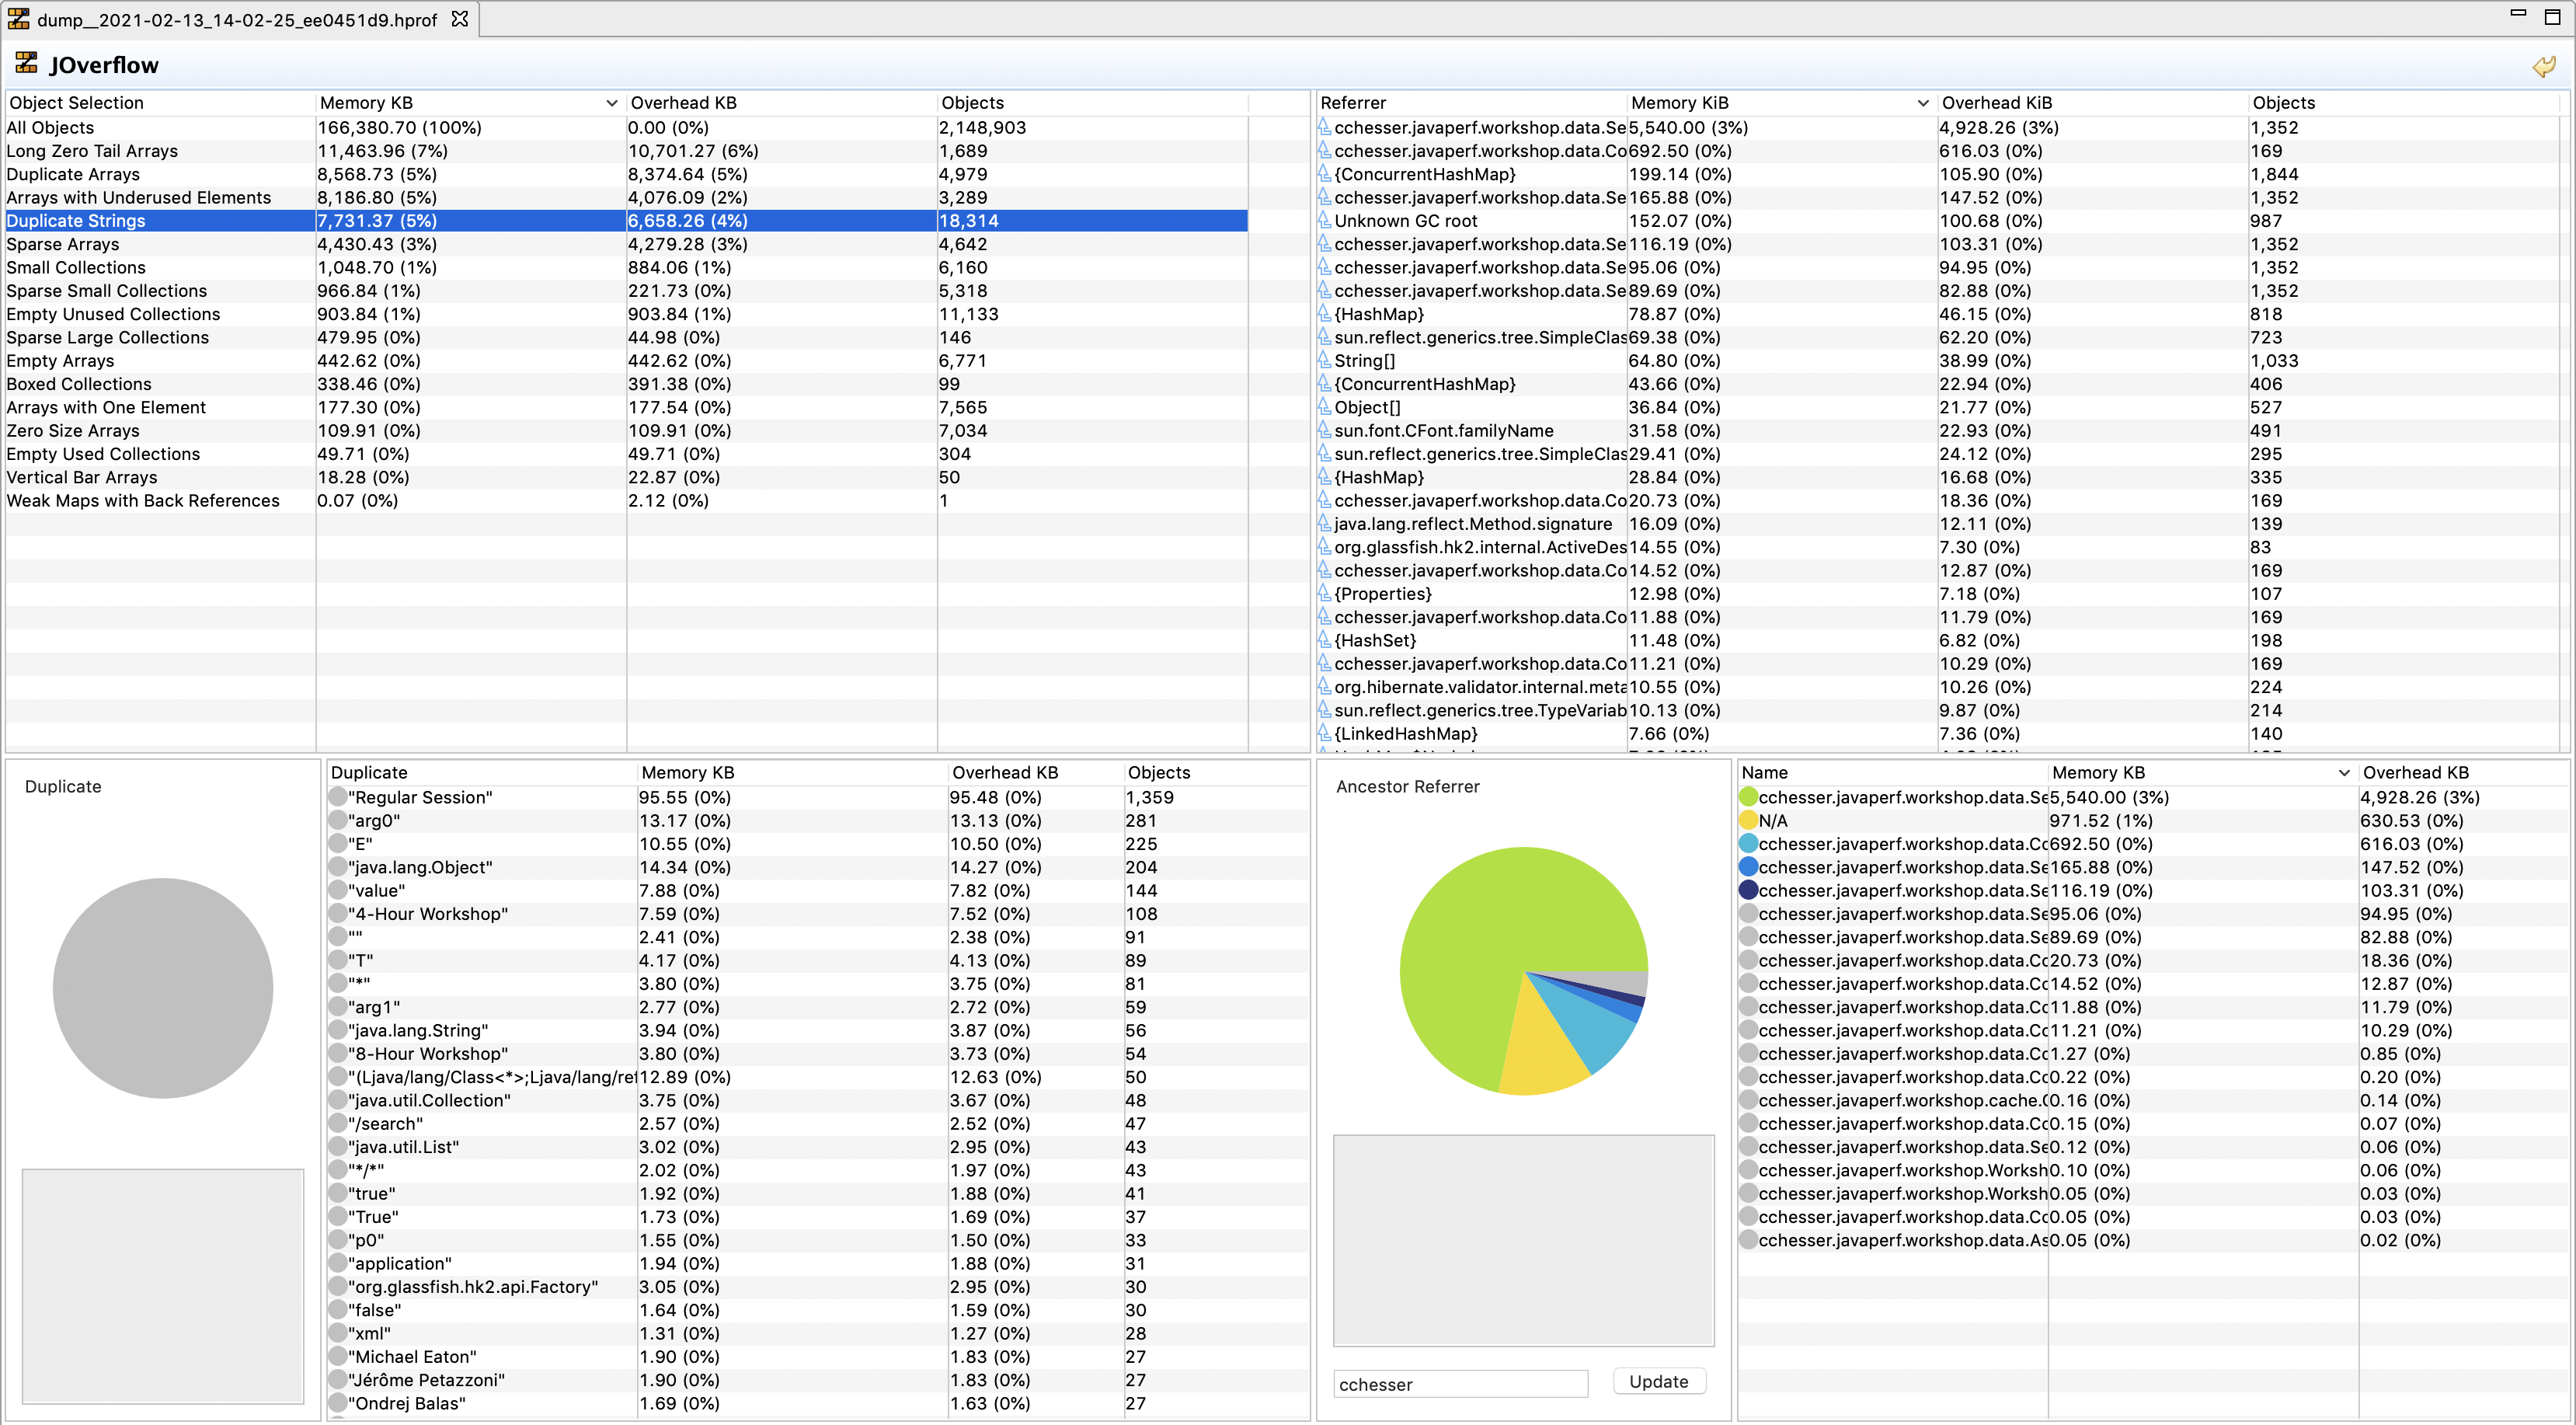 dump__2021-02-13_14-02-25_ee0451d9.hprof
JOverflow
Object Selection Memory KB Overhead KB Objects
All Objects 166,380.70 (100%) 0.00 (0%) 2,148,903
Long Zero Tail Arrays 11,463.96 (7%) 10,701.27 (6%) 1,689
Duplicate Arrays 8,568.73 (5%) 8,374.64 (5%) 4,979
Arrays with Underused Elements 8,186.80 (5%) 4,076.09 (2%) 3,289
Duplicate Strings 7,731.37 (5%) 6,658.26 (4%) 18,314
Sparse Arrays 4,430.43 (3%) 4,279.28 (3%) 4,642
Small Collections 1,048.70 (1%) 884.06 (1%) 6,160
Sparse Small Collections 966.84 (1%) 221.73 (0%) 5,318
Empty Unused Collections 903.84 (1%) 903.84 (1%) 11,133
Sparse Large Collections 479.95 (0%) 44.98 (0%) 146
Empty Arrays 442.62 (0%) 442.62 (0%) 6,771
Boxed Collections 338.46 (0%) 391.38 (0%) 99
Arrays with One Element 177.30 (0%) 177.54 (0%) 7,565
Zero Size Arrays 109.91 (0%) 109.91 (0%) 7,034
Empty Used Collections 49.71 (0%) 49.71 (0%) 304
Vertical Bar Arrays 18.28 (0%) 22.87 (0%) 50
Weak Maps with Back References 0.07 (0%) 2.12 (0%) 1
Referrer Memory KiB Overhead KiB Objects
cchesser.javaperf.workshop.data.Se 5,540.00 (3%) 4,928.26 (3%) 1,352
cchesser.javaperf.workshop.data.Co 692.50 (0%) 616.03 (0%) 169
{ConcurrentHashMap} 199.14 (0%) 105.90 (0%) 1,844
cchesser.javaperf.workshop.data.Se 165.88 (0%) 147.52 (0%) 1,352
Unknown GC root 152.07 (0%) 100.68 (0%) 987
cchesser.javaperf.workshop.data.Se 116.19 (0%) 103.31 (0%) 1,352
cchesser.javaperf.workshop.data.Se 95.06 (0%) 94.95 (0%) 1,352
cchesser.javaperf.workshop.data.Se 89.69 (0%) 82.88 (0%) 1,352
{HashMap} 78.87 (0%) 46.15 (0%) 818
sun.reflect.generics.tree.SimpleClas 69.38 (0%) 62.20 (0%) 723
String[] 64.80 (0%) 38.99 (0%) 1,033
{ConcurrentHashMap} 43.66 (0%) 22.94 (0%) 406
Object[] 36.84 (0%) 21.77 (0%) 527
sun.font.CFont.familyName 31.58 (0%) 22.93 (0%) 491
sun.reflect.generics.tree.SimpleClas 29.41 (0%) 24.12 (0%) 295
{HashMap} 28.84 (0%) 16.68 (0%) 335
cchesser.javaperf.workshop.data.Co 20.73 (0%) 18.36 (0%) 169
java.lang.reflect.Method.signature 16.09 (0%) 12.11 (0%) 139
org.glassfish.hk2.internal.ActiveDes 14.55 (0%) 7.30 (0%) 83
cchesser.javaperf.workshop.data.Co 14.52 (0%) 12.87 (0%) 169
{Properties} 12.98 (0%) 7.18 (0%) 107
cchesser.javaperf.workshop.data.Co 11.88 (0%) 11.79 (0%) 169
{HashSet} 11.48 (0%) 6.82 (0%) 198
cchesser.javaperf.workshop.data.Co 11.21 (0%) 10.29 (0%) 169
org.hibernate.validator.internal.meta 10.55 (0%) 10.26 (0%) 224
sun.reflect.generics.tree.TypeVariab 10.13 (0%) 9.87 (0%) 214
{LinkedHashMap} 7.66 (0%) 7.36 (0%) 140
Duplicate
Duplicate Memory KB Overhead KB Objects
"Regular Session" 95.55 (0%) 95.48 (0%) 1,359
"arg0" 13.17 (0%) 13.13 (0%) 281
"E" 10.55 (0%) 10.50 (0%) 225
"java.lang.Object" 14.34 (0%) 14.27 (0%) 204
"value" 7.88 (0%) 7.82 (0%) 144
"4-Hour Workshop" 7.59 (0%) 7.52 (0%) 108
"" 2.41 (0%) 2.38 (0%) 91
"T" 4.17 (0%) 4.13 (0%) 89
"*" 3.80 (0%) 3.75 (0%) 81
"arg1" 2.77 (0%) 2.72 (0%) 59
"java.lang.String" 3.94 (0%) 3.87 (0%) 56
"8-Hour Workshop" 3.80 (0%) 3.73 (0%) 54
"(Ljava/lang/Class<*>;Ljava/lang/ref 12.89 (0%) 12.63 (0%) 50
"java.util.Collection" 3.75 (0%) 3.67 (0%) 48
"/search" 2.57 (0%) 2.52 (0%) 47
"java.util.List" 3.02 (0%) 2.95 (0%) 43
"*/*" 2.02 (0%) 1.97 (0%) 43
"true" 1.92 (0%) 1.88 (0%) 41
"True" 1.73 (0%) 1.69 (0%) 37
"p0" 1.55 (0%) 1.50 (0%) 33
"application" 1.94 (0%) 1.88 (0%) 31
"org.glassfish.hk2.api.Factory" 3.05 (0%) 2.95 (0%) 30
"false" 1.64 (0%) 1.59 (0%) 30
"xml" 1.31 (0%) 1.27 (0%) 28
"Michael Eaton" 1.90 (0%) 1.83 (0%) 27
"Jérôme Petazzoni" 1.90 (0%) 1.83 (0%) 27
"Ondrej Balas" 1.69 (0%) 1.63 (0%) 27
Ancestor Referrer
cchesser
Update
Name Memory KB Overhead KB
cchesser.javaperf.workshop.data.Se 5,540.00 (3%) 4,928.26 (3%)
N/A 971.52 (1%) 630.53 (0%)
cchesser.javaperf.workshop.data.Cc 692.50 (0%) 616.03 (0%)
cchesser.javaperf.workshop.data.Se 165.88 (0%) 147.52 (0%)
cchesser.javaperf.workshop.data.Se 116.19 (0%) 103.31 (0%)
cchesser.javaperf.workshop.data.Se 95.06 (0%) 94.95 (0%)
cchesser.javaperf.workshop.data.Se 89.69 (0%) 82.88 (0%)
cchesser.javaperf.workshop.data.Cc 20.73 (0%) 18.36 (0%)
cchesser.javaperf.workshop.data.Cc 14.52 (0%) 12.87 (0%)
cchesser.javaperf.workshop.data.Cc 11.88 (0%) 11.79 (0%)
cchesser.javaperf.workshop.data.Cc 11.21 (0%) 10.29 (0%)
cchesser.javaperf.workshop.data.Cc 1.27 (0%) 0.85 (0%)
cchesser.javaperf.workshop.data.Cc 0.22 (0%) 0.20 (0%)
cchesser.javaperf.workshop.cache.( 0.16 (0%) 0.14 (0%)
cchesser.javaperf.workshop.data.Cc 0.15 (0%) 0.07 (0%)
cchesser.javaperf.workshop.data.Se 0.12 (0%) 0.06 (0%)
cchesser.javaperf.workshop.Worksh 0.10 (0%) 0.06 (0%)
cchesser.javaperf.workshop.Worksh 0.05 (0%) 0.03 (0%)
cchesser.javaperf.workshop.data.Cc 0.05 (0%) 0.03 (0%)
cchesser.javaperf.workshop.data.As 0.05 (0%) 0.02 (0%)